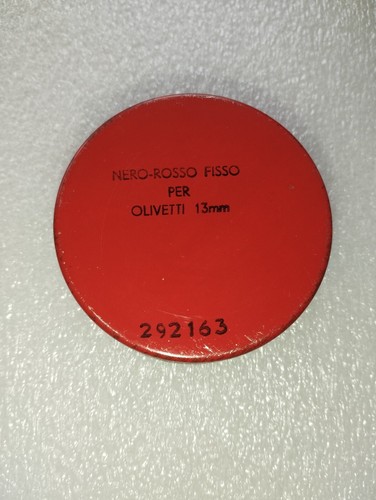 NERO-ROSSO FISSO
PER
OLIVETTI 13mm
292163